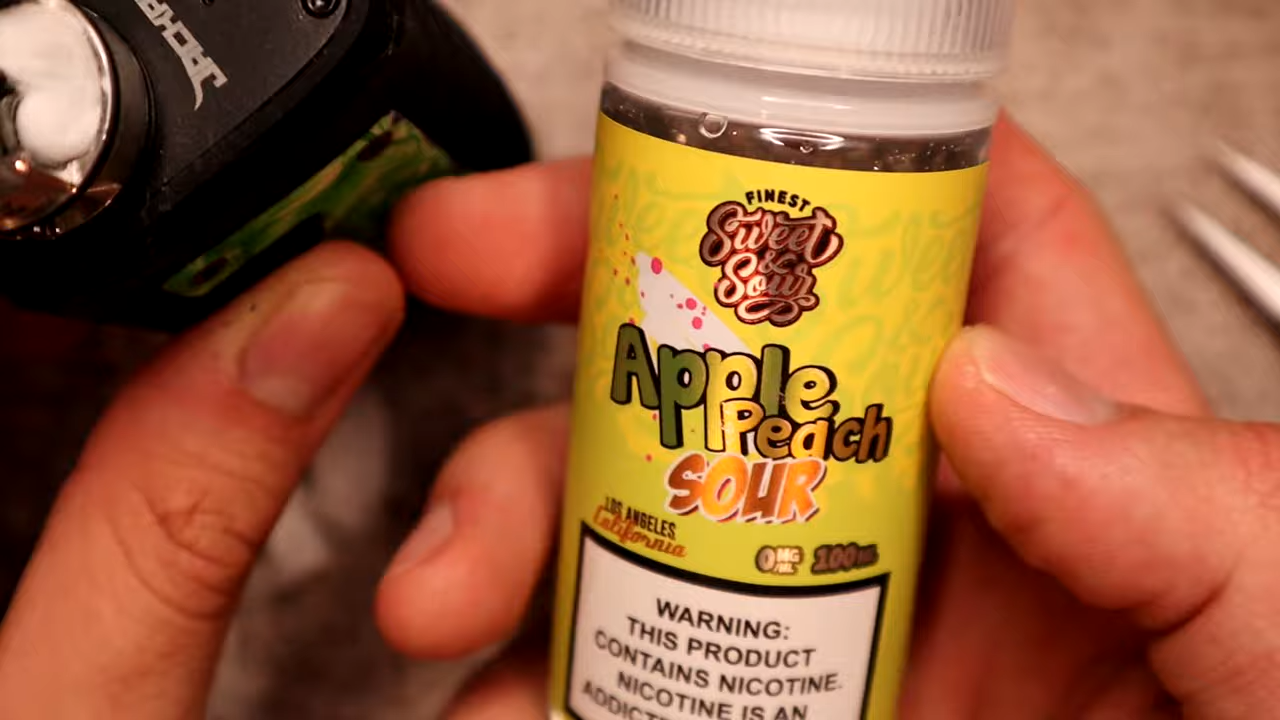 FINEST
Sweet
&
Sour
Apple
Peach
SOUR
LOS ANGELES
California
0MG/ML 100ML
WARNING:
THIS PRODUCT
CONTAINS NICOTINE.
NICOTINE IS AN